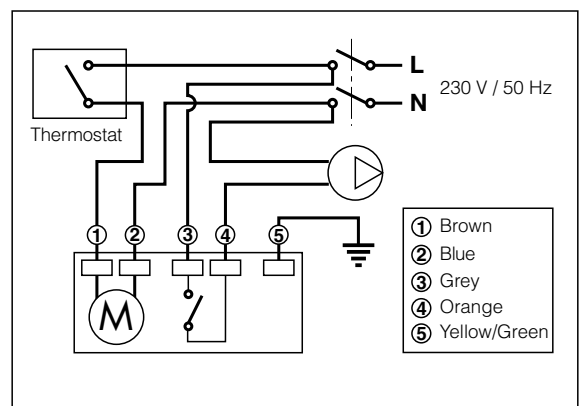 L
N
230 V / 50 Hz
Thermostat
1 2 3 4 5
M
1 Brown
2 Blue
3 Grey
4 Orange
5 Yellow/Green